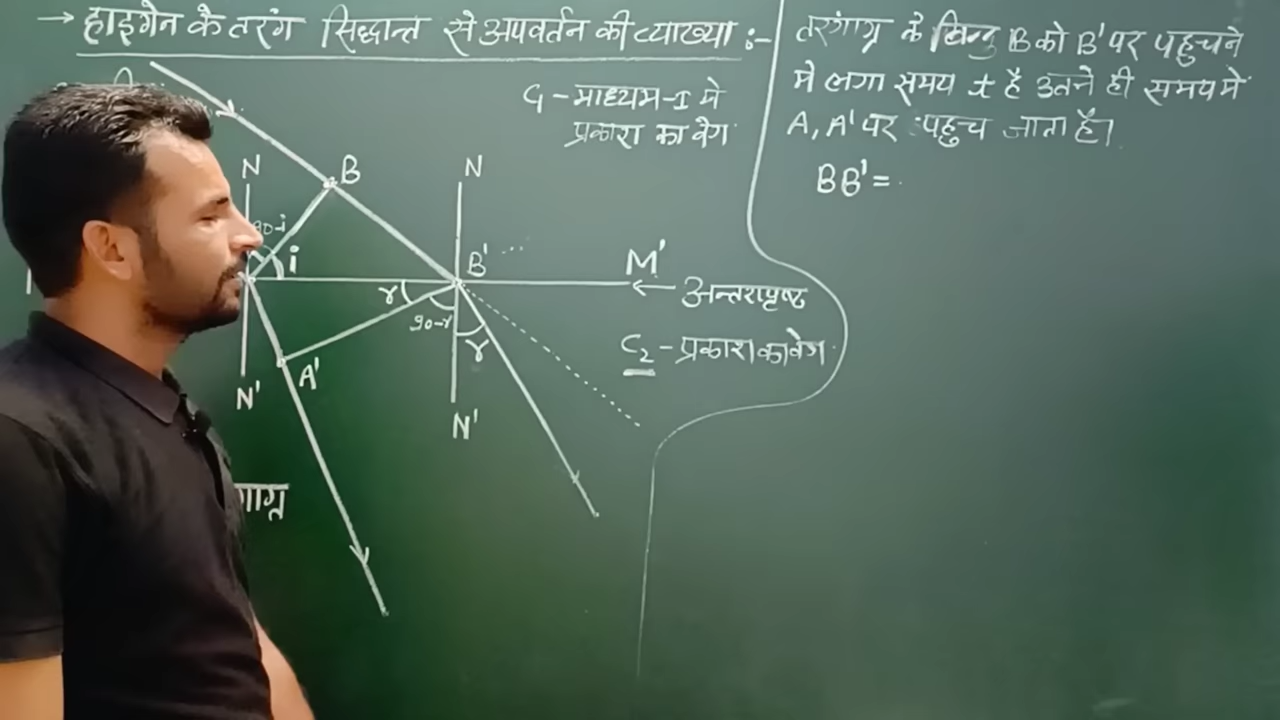 → हाइगेन के तरंग सिद्धान्त से अपवर्तन की व्याख्या :-
C₁ - माध्यम-I मे
प्रकाश का वेग
N
B
N
90-i
i
B'
M'
← अन्तरापृष्ठ
r
90-r
r
C₂ - प्रकाश का वेग
A'
N'
N'
तरंगाग्र के बिन्दु B को B' पर पहुचने
मे लगा समय t है उतने ही समय मे
A, A' पर पहुच जाता है।
BB' =